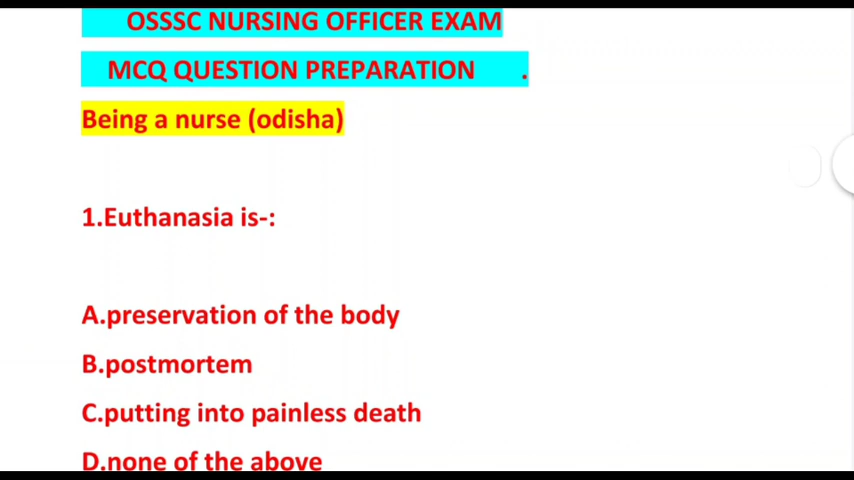 OSSSC NURSING OFFICER EXAM
MCQ QUESTION PREPARATION .
Being a nurse (odisha)
1.Euthanasia is-:
A.preservation of the body
B.postmortem
C.putting into painless death
D.none of the above